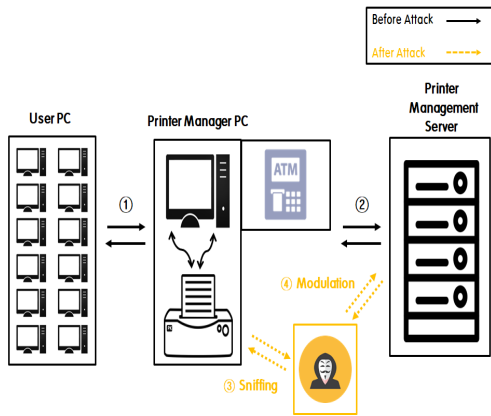 Before Attack
After Attack
User PC
Printer Manager PC
Printer
Management
Server
ATM
①
②
④ Modulation
③ Sniffing